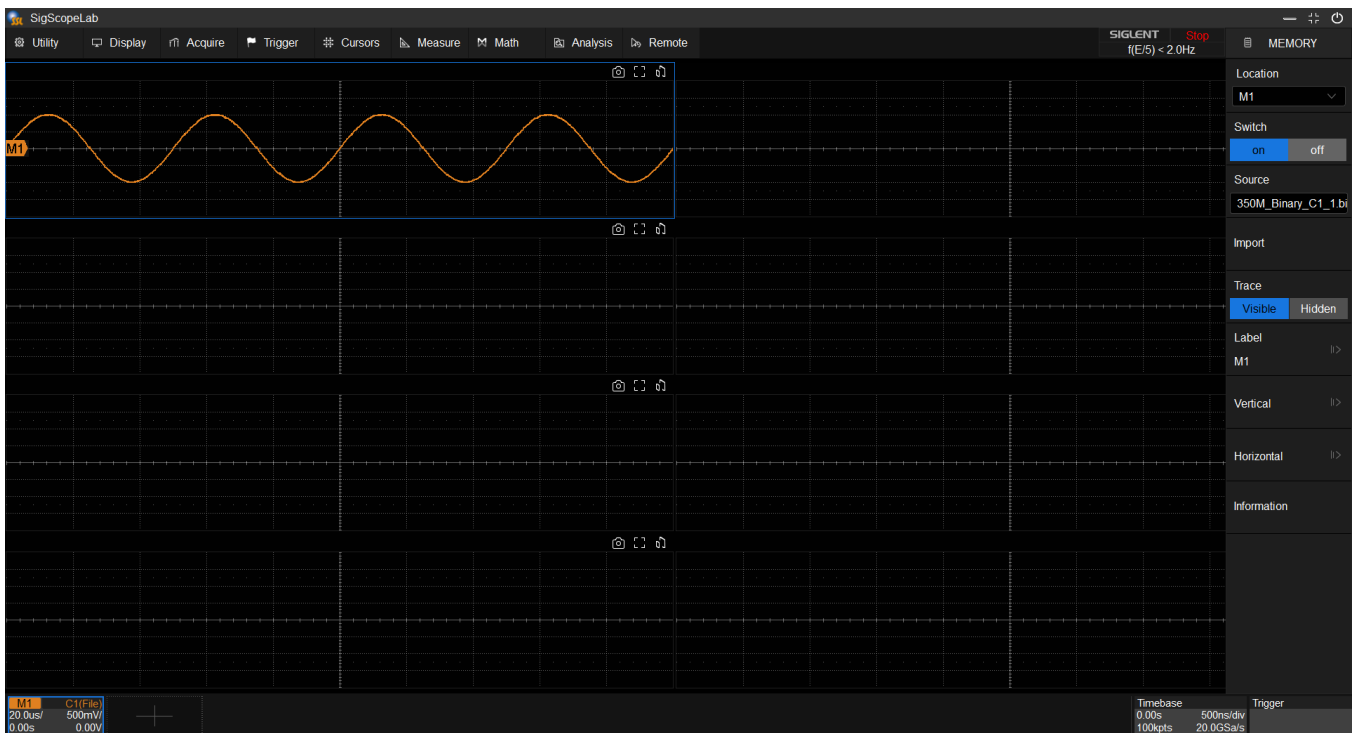 SigScopeLab
Utility Display Acquire Trigger Cursors Measure Math Analysis Remote
SIGLENT Stop
f(E/5) < 2.0Hz
MEMORY
Location
M1
Switch
on off
Source
350M_Binary_C1_1.bi
Import
Trace
Visible Hidden
Label
M1
Vertical
Horizontal
Information
M1
M1 C1(File)
20.0us/ 500mV/
0.00s 0.00V
Timebase
0.00s 500ns/div
100kpts 20.0GSa/s
Trigger